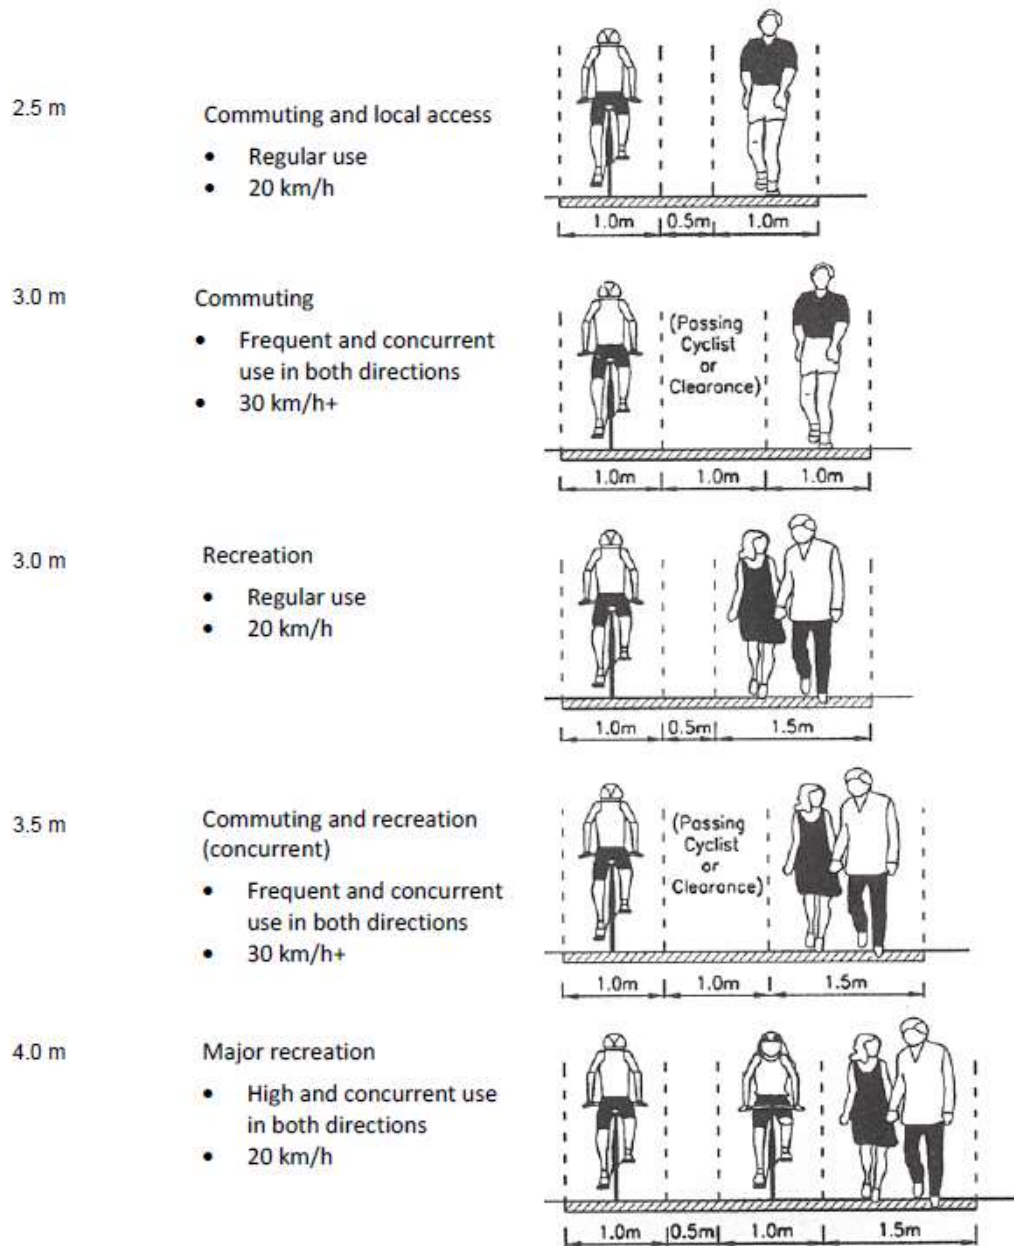 2.5 m
Commuting and local access
• Regular use
• 20 km/h
1.0m 0.5m 1.0m
3.0 m
Commuting
• Frequent and concurrent
use in both directions
• 30 km/h+
(Passing
Cyclist
or
Clearance)
1.0m 1.0m 1.0m
3.0 m
Recreation
• Regular use
• 20 km/h
1.0m 0.5m 1.5m
3.5 m
Commuting and recreation
(concurrent)
• Frequent and concurrent
use in both directions
• 30 km/h+
(Passing
Cyclist
or
Clearance)
1.0m 1.0m 1.5m
4.0 m
Major recreation
• High and concurrent use
in both directions
• 20 km/h
1.0m 0.5m 1.0m 1.5m